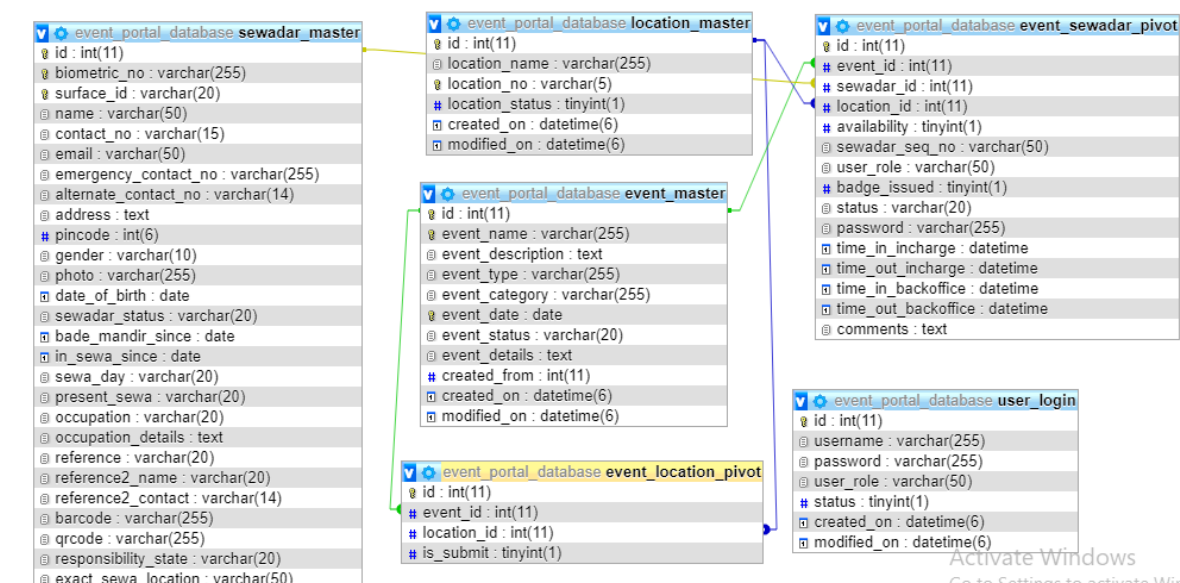 event_portal_database sewadar_master
id : int(11)
biometric_no : varchar(255)
surface_id : varchar(20)
name : varchar(50)
contact_no : varchar(15)
email : varchar(50)
emergency_contact_no : varchar(255)
alternate_contact_no : varchar(14)
address : text
pincode : int(6)
gender : varchar(10)
photo : varchar(255)
date_of_birth : date
sewadar_status : varchar(20)
bade_mandir_since : date
in_sewa_since : date
sewa_day : varchar(20)
present_sewa : varchar(20)
occupation : varchar(20)
occupation_details : text
reference : varchar(20)
reference2_name : varchar(20)
reference2_contact : varchar(14)
barcode : varchar(255)
qrcode : varchar(255)
responsibility_state : varchar(20)
exact_sewa_location : varchar(50)
event_portal_database location_master
id : int(11)
location_name : varchar(255)
location_no : varchar(5)
location_status : tinyint(1)
created_on : datetime(6)
modified_on : datetime(6)
event_portal_database event_master
id : int(11)
event_name : varchar(255)
event_description : text
event_type : varchar(255)
event_category : varchar(255)
event_date : date
event_status : varchar(20)
event_details : text
created_from : int(11)
created_on : datetime(6)
modified_on : datetime(6)
event_portal_database event_location_pivot
id : int(11)
event_id : int(11)
location_id : int(11)
is_submit : tinyint(1)
event_portal_database event_sewadar_pivot
id : int(11)
event_id : int(11)
sewadar_id : int(11)
location_id : int(11)
availability : tinyint(1)
sewadar_seq_no : varchar(50)
user_role : varchar(50)
badge_issued : tinyint(1)
status : varchar(20)
password : varchar(255)
time_in_incharge : datetime
time_out_incharge : datetime
time_in_backoffice : datetime
time_out_backoffice : datetime
comments : text
event_portal_database user_login
id : int(11)
username : varchar(255)
password : varchar(255)
user_role : varchar(50)
status : tinyint(1)
created_on : datetime(6)
modified_on : datetime(6)
Activate Windows
Go to Settings to activate Wi